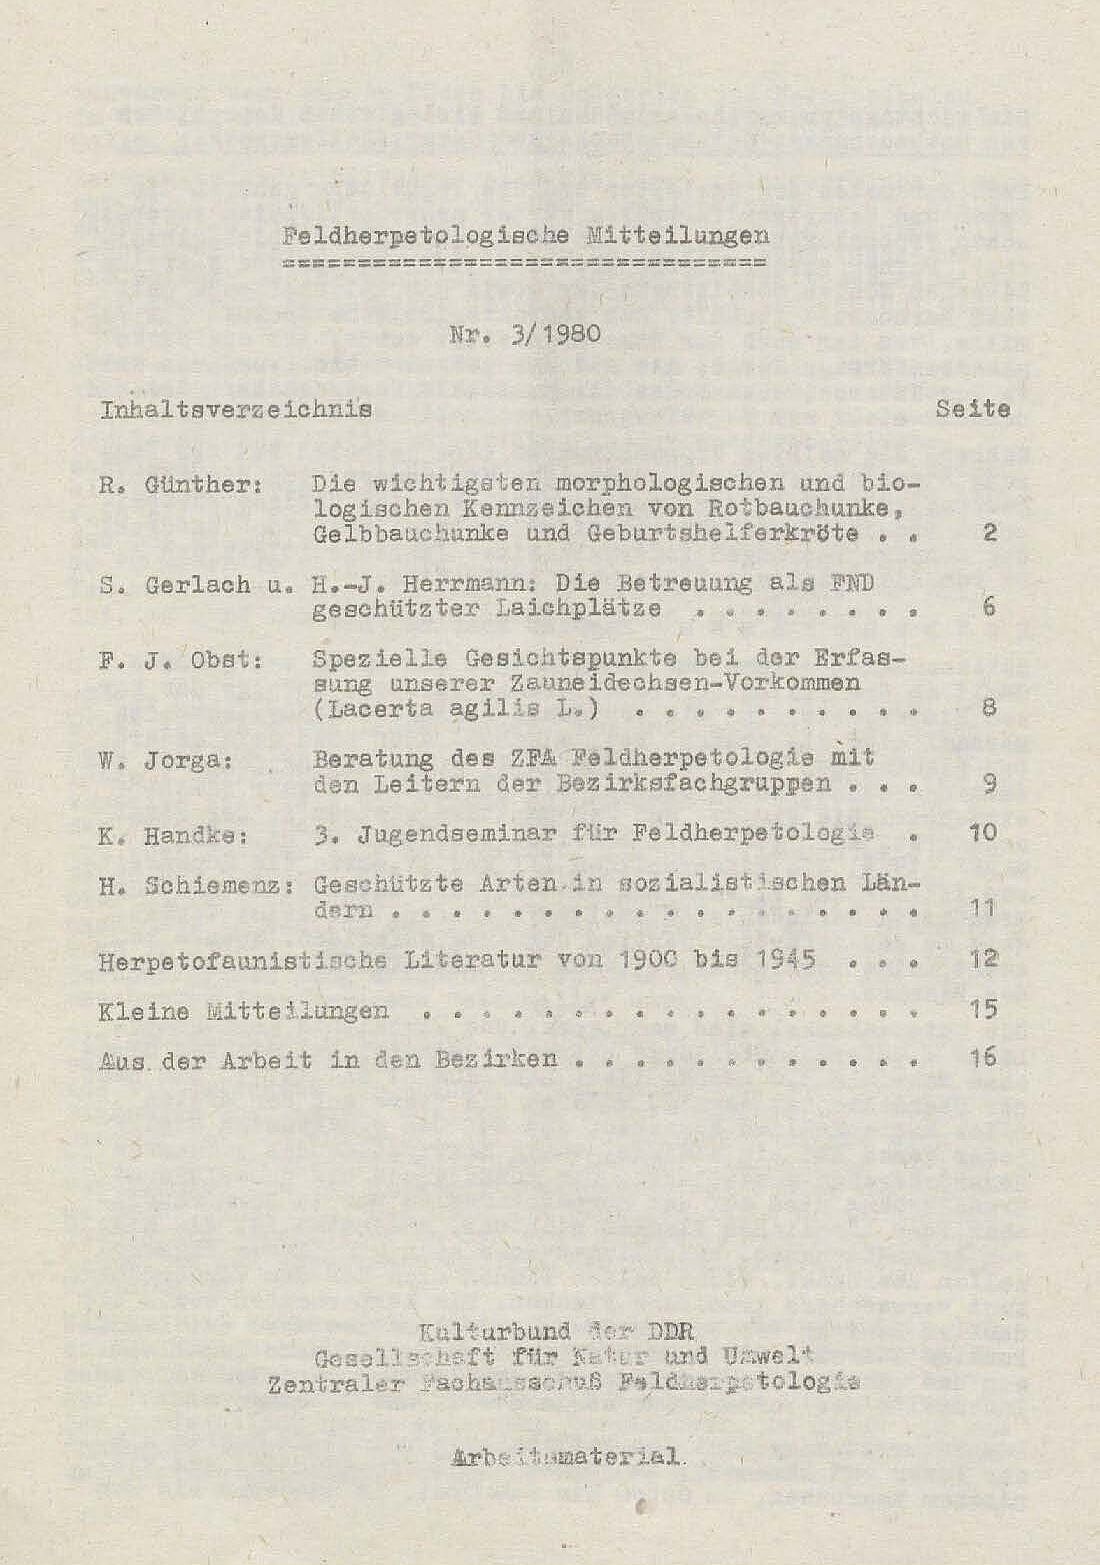 Feldherpetologische Mitteilungen
================================
Nr. 3/1980
Inhaltsverzeichnis Seite
R. Günther: Die wichtigsten morphologischen und bio-
logischen Kennzeichen von Rotbauchunke,
Gelbbauchunke und Geburtshelferkröte . . 2
S. Gerlach u. H.-J. Herrmann: Die Betreuung als FND
geschützter Laichplätze . . . . . . . . 6
F. J. Obst: Spezielle Gesichtspunkte bei der Erfas-
sung unserer Zauneidechsen-Vorkommen
(Lacerta agilis L.) . . . . . . . . . . 8
W. Jorga: Beratung des ZFA Feldherpetologie mit
den Leitern der Bezirksfachgruppen . . . 9
K. Handke: 3. Jugendseminar für Feldherpetologie . 10
H. Schiemenz: Geschützte Arten in sozialistischen Län-
dern . . . . . . . . . . . . . . . . . . 11
Herpetofaunistische Literatur von 1900 bis 1945 . . . 12
Kleine Mitteilungen . . . . . . . . . . . . . . . . . 15
Aus der Arbeit in den Bezirken . . . . . . . . . . . . 16
Kulturbund der DDR
Gesellschaft für Natur und Umwelt
Zentraler Fachausschuß Feldherpetologie
Arbeitsmaterial